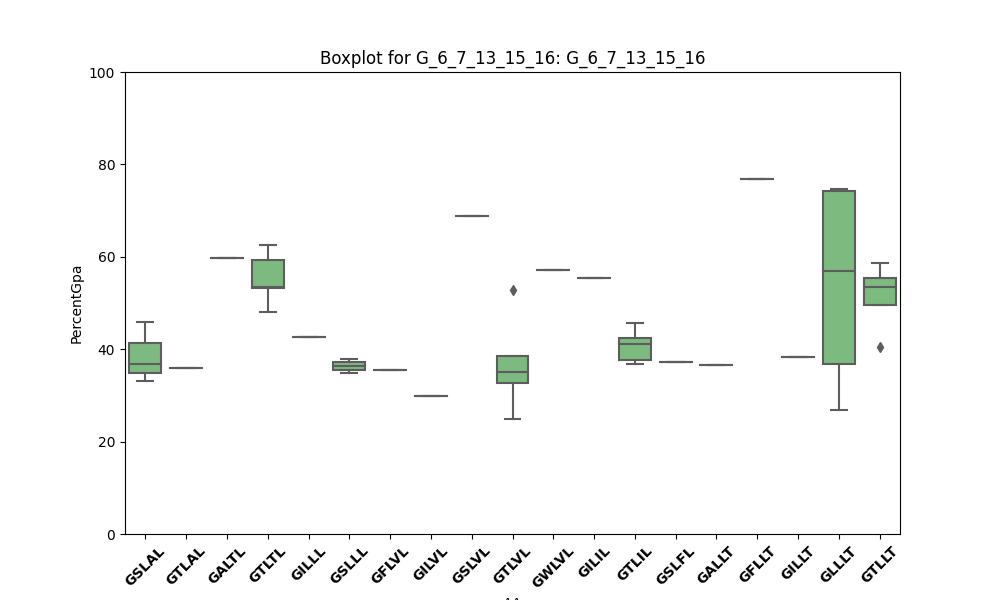 Boxplot for G_6_7_13_15_16: G_6_7_13_15_16
PercentGpa
100
80
60
40
20
0
GSLAL
GTLAL
GALTL
GTLTL
GILLL
GSLLL
GFLVL
GILVL
GSLVL
GTLVL
GWLVL
GILIL
GTLIL
GSLFL
GALLT
GFLLT
GILLT
GLLLT
GTLLT